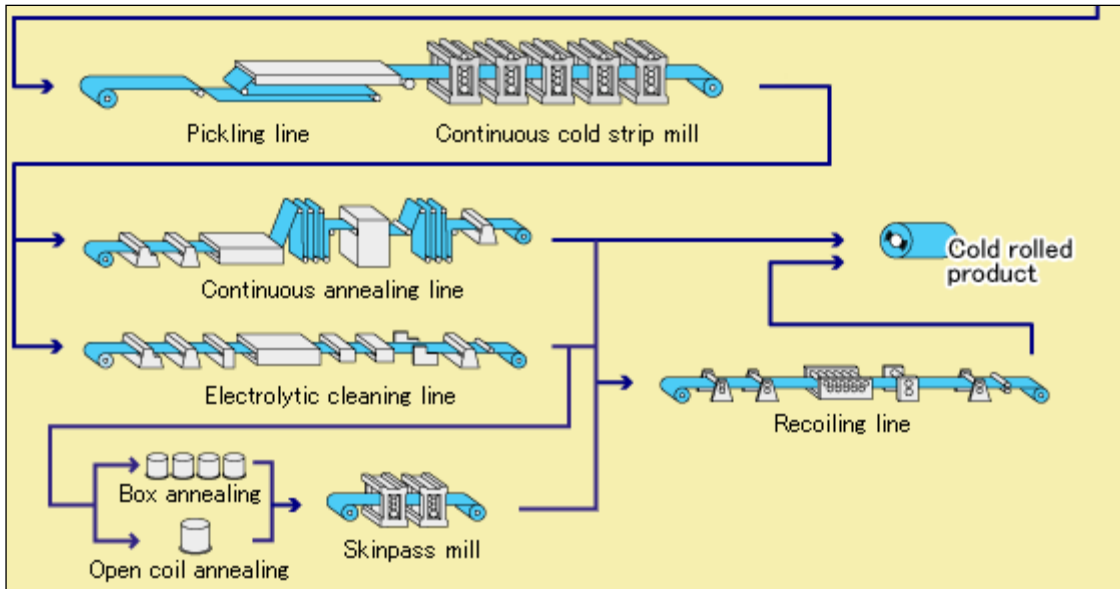 Pickling line
Continuous cold strip mill
Continuous annealing line
Cold rolled
product
Electrolytic cleaning line
Recoiling line
Box annealing
Skinpass mill
Open coil annealing